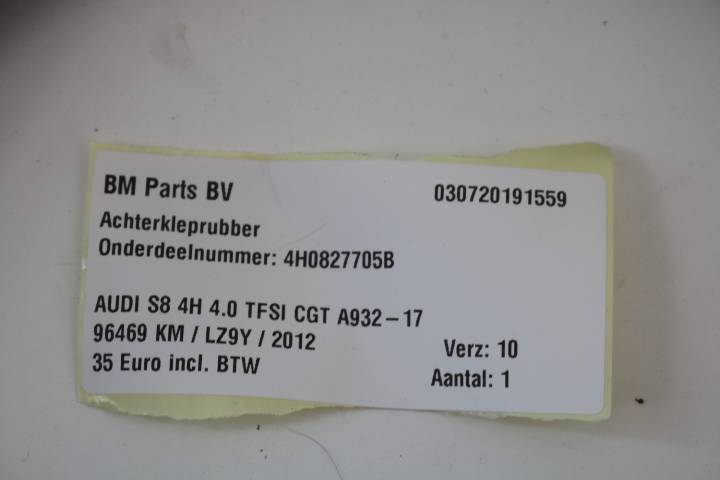 BM Parts BV 030720191559
Achterkleprubber
Onderdeelnummer: 4H0827705B
AUDI S8 4H 4.0 TFSI CGT A932-17
96469 KM / LZ9Y / 2012 Verz: 10
35 Euro incl. BTW Aantal: 1